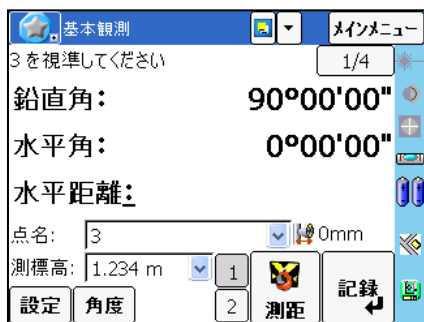 基本観測
メインメニュー
3 を視準してください
1/4
鉛直角: 90°00'00"
水平角: 0°00'00"
水平距離:
点名: 3 0mm
測標高: 1.234 m 1
2
設定 角度 測距 記録